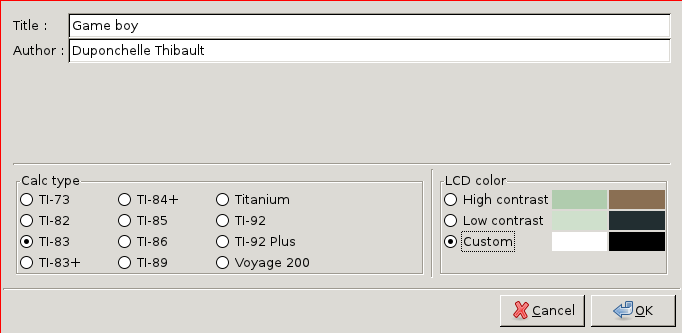 Title : Game boy
Author : Duponchelle Thibault
Calc type
TI-73 TI-84+ Titanium
TI-82 TI-85 TI-92
TI-83 TI-86 TI-92 Plus
TI-83+ TI-89 Voyage 200
LCD color
High contrast
Low contrast
Custom
Cancel OK